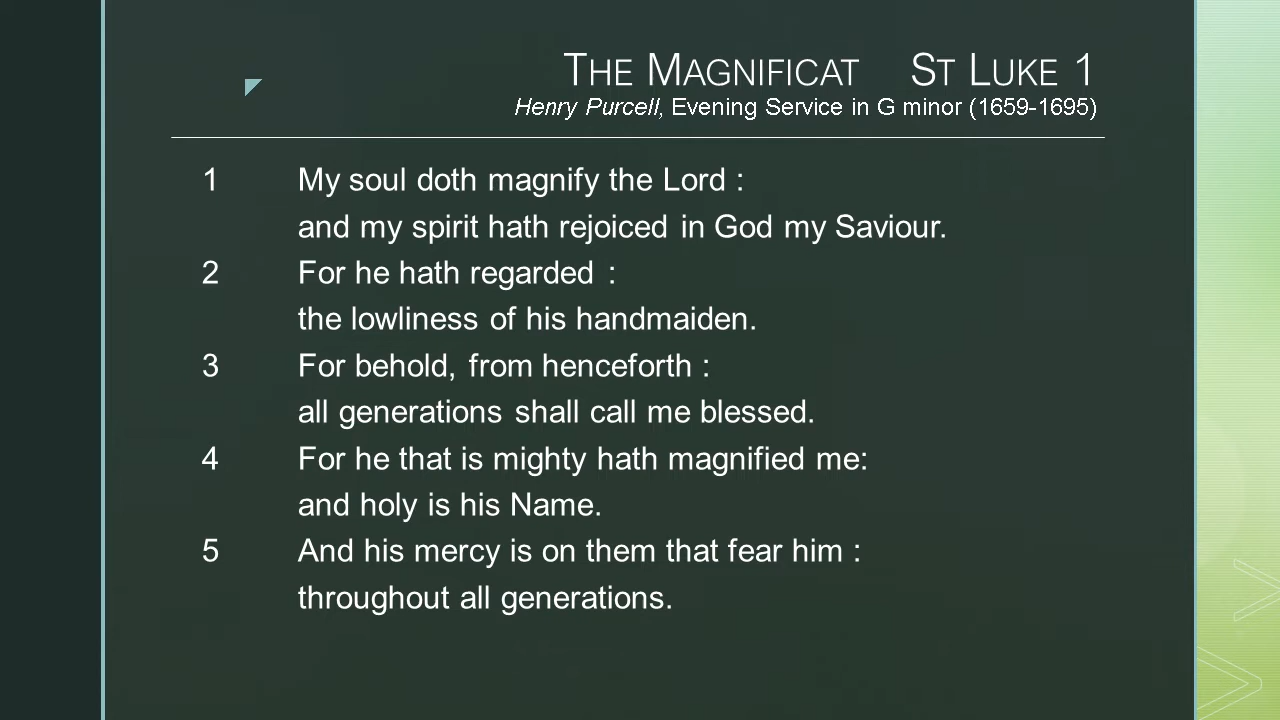 THE MAGNIFICAT ST LUKE 1
Henry Purcell, Evening Service in G minor (1659-1695)
1 My soul doth magnify the Lord :
and my spirit hath rejoiced in God my Saviour.
2 For he hath regarded :
the lowliness of his handmaiden.
3 For behold, from henceforth :
all generations shall call me blessed.
4 For he that is mighty hath magnified me:
and holy is his Name.
5 And his mercy is on them that fear him :
throughout all generations.